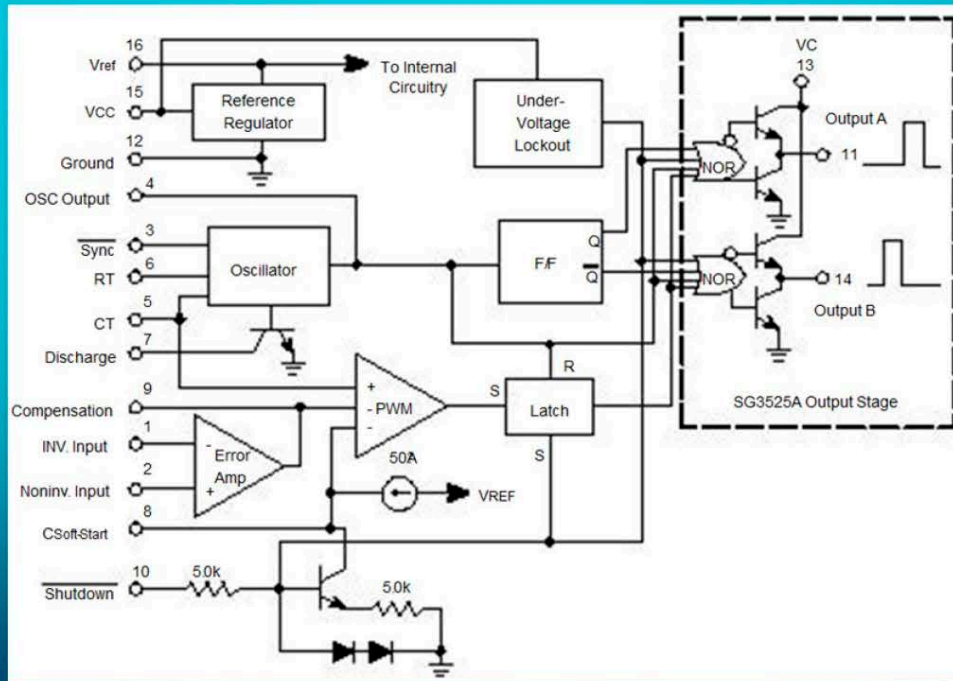 16
Vref
To Internal
Circuitry
15
VCC
Reference
Regulator
Under-
Voltage
Lockout
VC
13
Output A
12
Ground
NOR
11
4
OSC Output
3
Sync
Oscillator
F/F
Q
Q
6
RT
NOR
14
5
CT
Output B
7
Discharge
R
9
Compensation
+
-
-
PWM
S
Latch
SG3525A Output Stage
1
INV. Input
-
Error
Amp
+
S
2
Noninv. Input
VREF
8
CSoft-Start
10
Shutdown
5.0k
5.0k